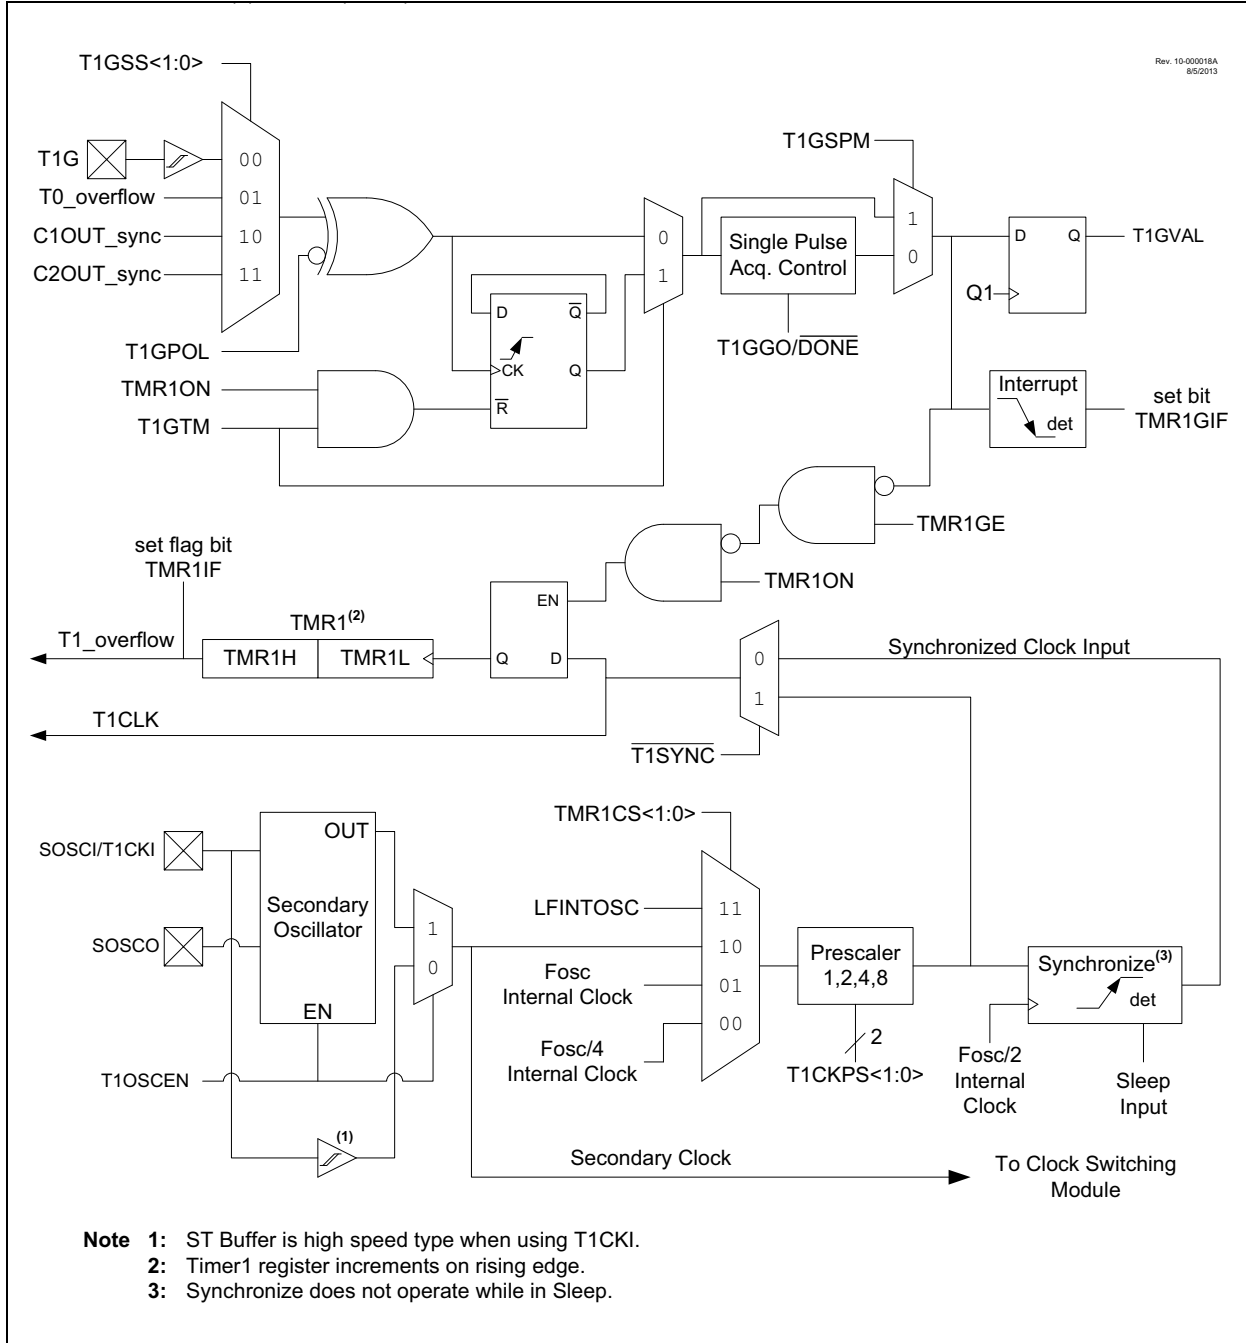 Rev. 10-000018A
8/5/2013
T1GSS<1:0>
T1G
T0_overflow
C1OUT_sync
C2OUT_sync
00
01
10
11
T1GPOL
TMR1ON
T1GTM
D
Q
CK
Q
R
0
1
T1GSPM
Single Pulse
Acq. Control
T1GGO/DONE
1
0
D
Q
Q1
T1GVAL
Interrupt
det
set bit
TMR1GIF
TMR1GE
TMR1ON
set flag bit
TMR1IF
T1_overflow
TMR1(2)
TMR1H
TMR1L
EN
Q
D
T1CLK
0
1
Synchronized Clock Input
T1SYNC
SOSCI/T1CKI
SOSCO
OUT
Secondary
Oscillator
EN
T1OSCEN
(1)
1
0
TMR1CS<1:0>
LFINTOSC
Fosc
Internal Clock
Fosc/4
Internal Clock
11
10
01
00
Prescaler
1,2,4,8
2
T1CKPS<1:0>
Synchronize(3)
det
Fosc/2
Internal
Clock
Sleep
Input
Secondary Clock
To Clock Switching
Module
Note 1: ST Buffer is high speed type when using T1CKI.
2: Timer1 register increments on rising edge.
3: Synchronize does not operate while in Sleep.